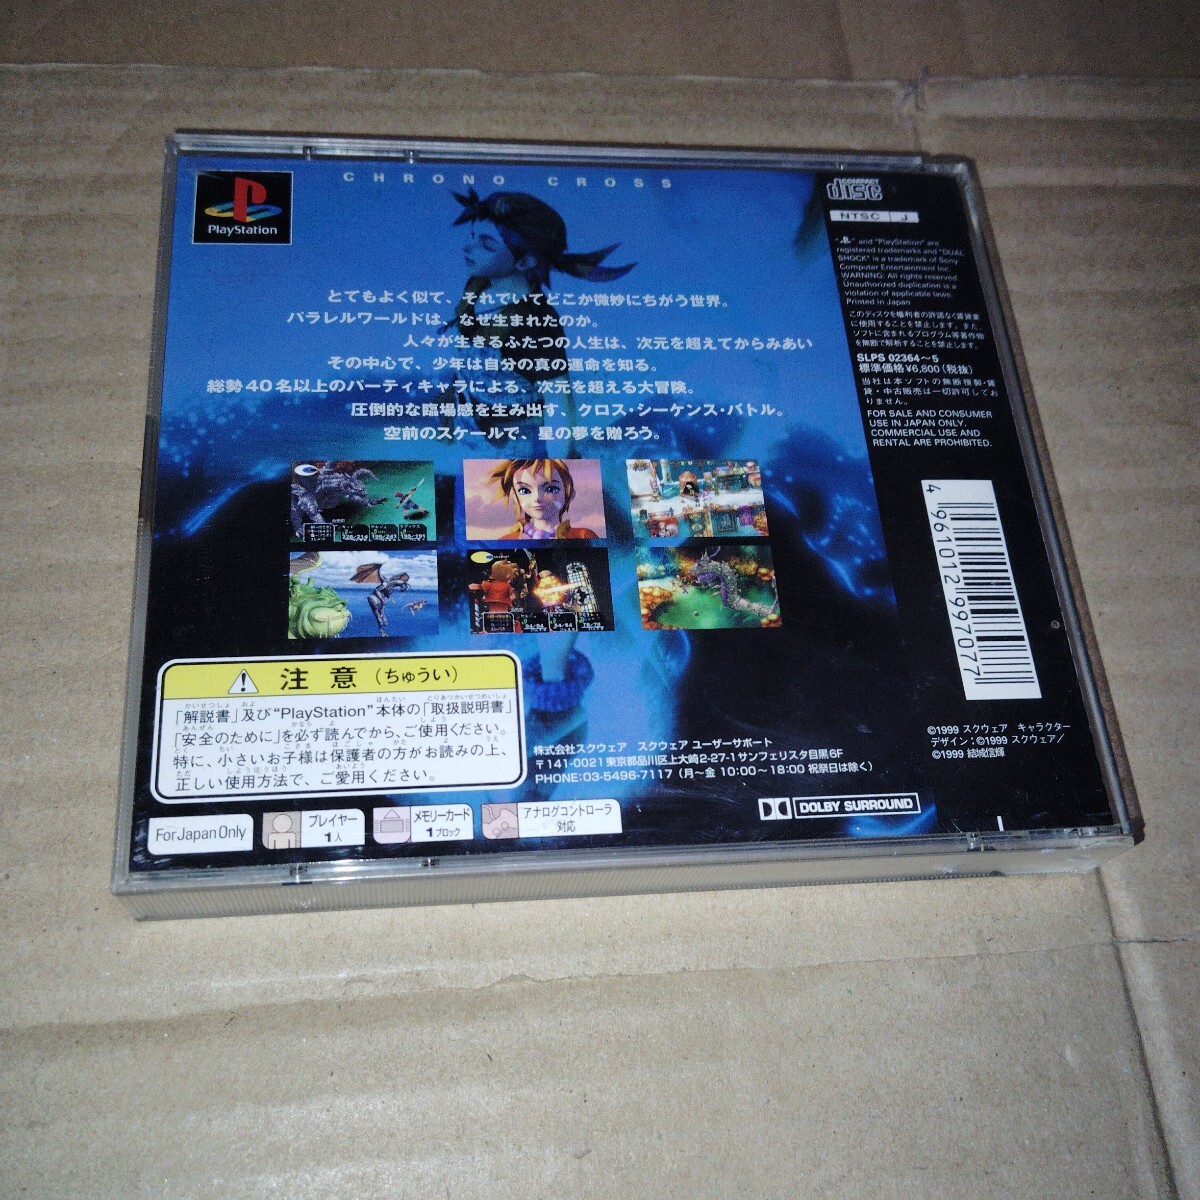 CHRONO CROSS
PlayStation
とてもよく似て、それでいてどこか微妙にちがう世界。
パラレルワールドは、なぜ生まれたのか。
人々が生きるふたつの人生は、次元を超えてからみあい
その中心で、少年は自分の真の運命を知る。
総勢40名以上のパーティキャラによる、次元を超える大冒険。
圧倒的な臨場感を生み出す、クロス・シーケンス・バトル。
空前のスケールで、星の夢を贈ろう。
COMPACT
disc
NTSC J
"PS" and "PlayStation" are
registered trademarks and "DUAL
SHOCK" is a trademark of Sony
Computer Entertainment Inc.
WARNING: All rights reserved.
Unauthorized duplication is a
violation of applicable laws.
Printed in Japan
このディスクを権利者の許諾なく賃貸業
に使用することを禁止します。また、
ソフトに含まれるプログラム等著作物
を無断で解析することを禁止します。
SLPS 02364〜5
標準価格¥6,800(税抜)
当社は本ソフトの無断複製・賃
貸・中古販売は一切許可してお
りません。
FOR SALE AND CONSUMER
USE IN JAPAN ONLY.
COMMERCIAL USE AND
RENTAL ARE PROHIBITED.
4 961012 997077
注意(ちゅうい)
「解説書」及び"PlayStation"本体の「取扱説明書」
「安全のために」を必ず読んでから、ご使用ください。
特に、小さいお子様は保護者の方がお読みの上、
正しい使用方法で、ご愛用ください。
株式会社スクウェア スクウェア ユーザーサポート
〒141-0021 東京都品川区上大崎2-27-1サンフェリスタ目黒6F
PHONE:03-5496-7117(月〜金 10:00〜18:00 祝祭日は除く)
©1999 スクウェア キャラクター
デザイン:©1999 スクウェア/
©1999 結城信輝
For Japan Only
プレイヤー
1人
メモリーカード
1ブロック
アナログコントローラ
対応
DOLBY SURROUND